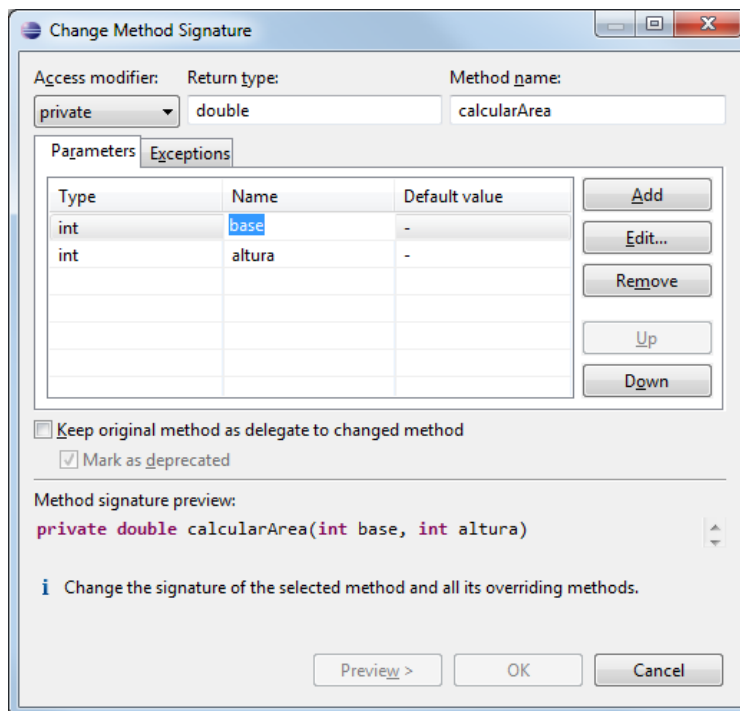 Change Method Signature
Access modifier: Return type: Method name:
private double calcularArea
Parameters Exceptions
Type Name Default value Add
int base - Edit...
int altura - Remove
Up
Down
Keep original method as delegate to changed method
Mark as deprecated
Method signature preview:
private double calcularArea(int base, int altura)
i Change the signature of the selected method and all its overriding methods.
Preview > OK Cancel